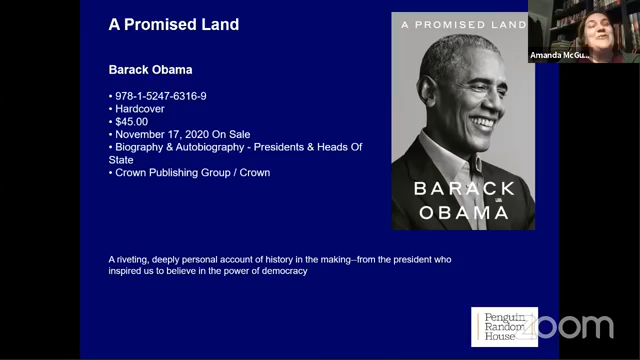 A Promised Land
Barack Obama
• 978-1-5247-6316-9
• Hardcover
• $45.00
• November 17, 2020 On Sale
• Biography & Autobiography - Presidents & Heads Of
State
• Crown Publishing Group / Crown
A riveting, deeply personal account of history in the making--from the president who
inspired us to believe in the power of democracy
A PROMISED LAND
BARACK
OBAMA
Amanda McGu...
Penguin
Random
House
zoom